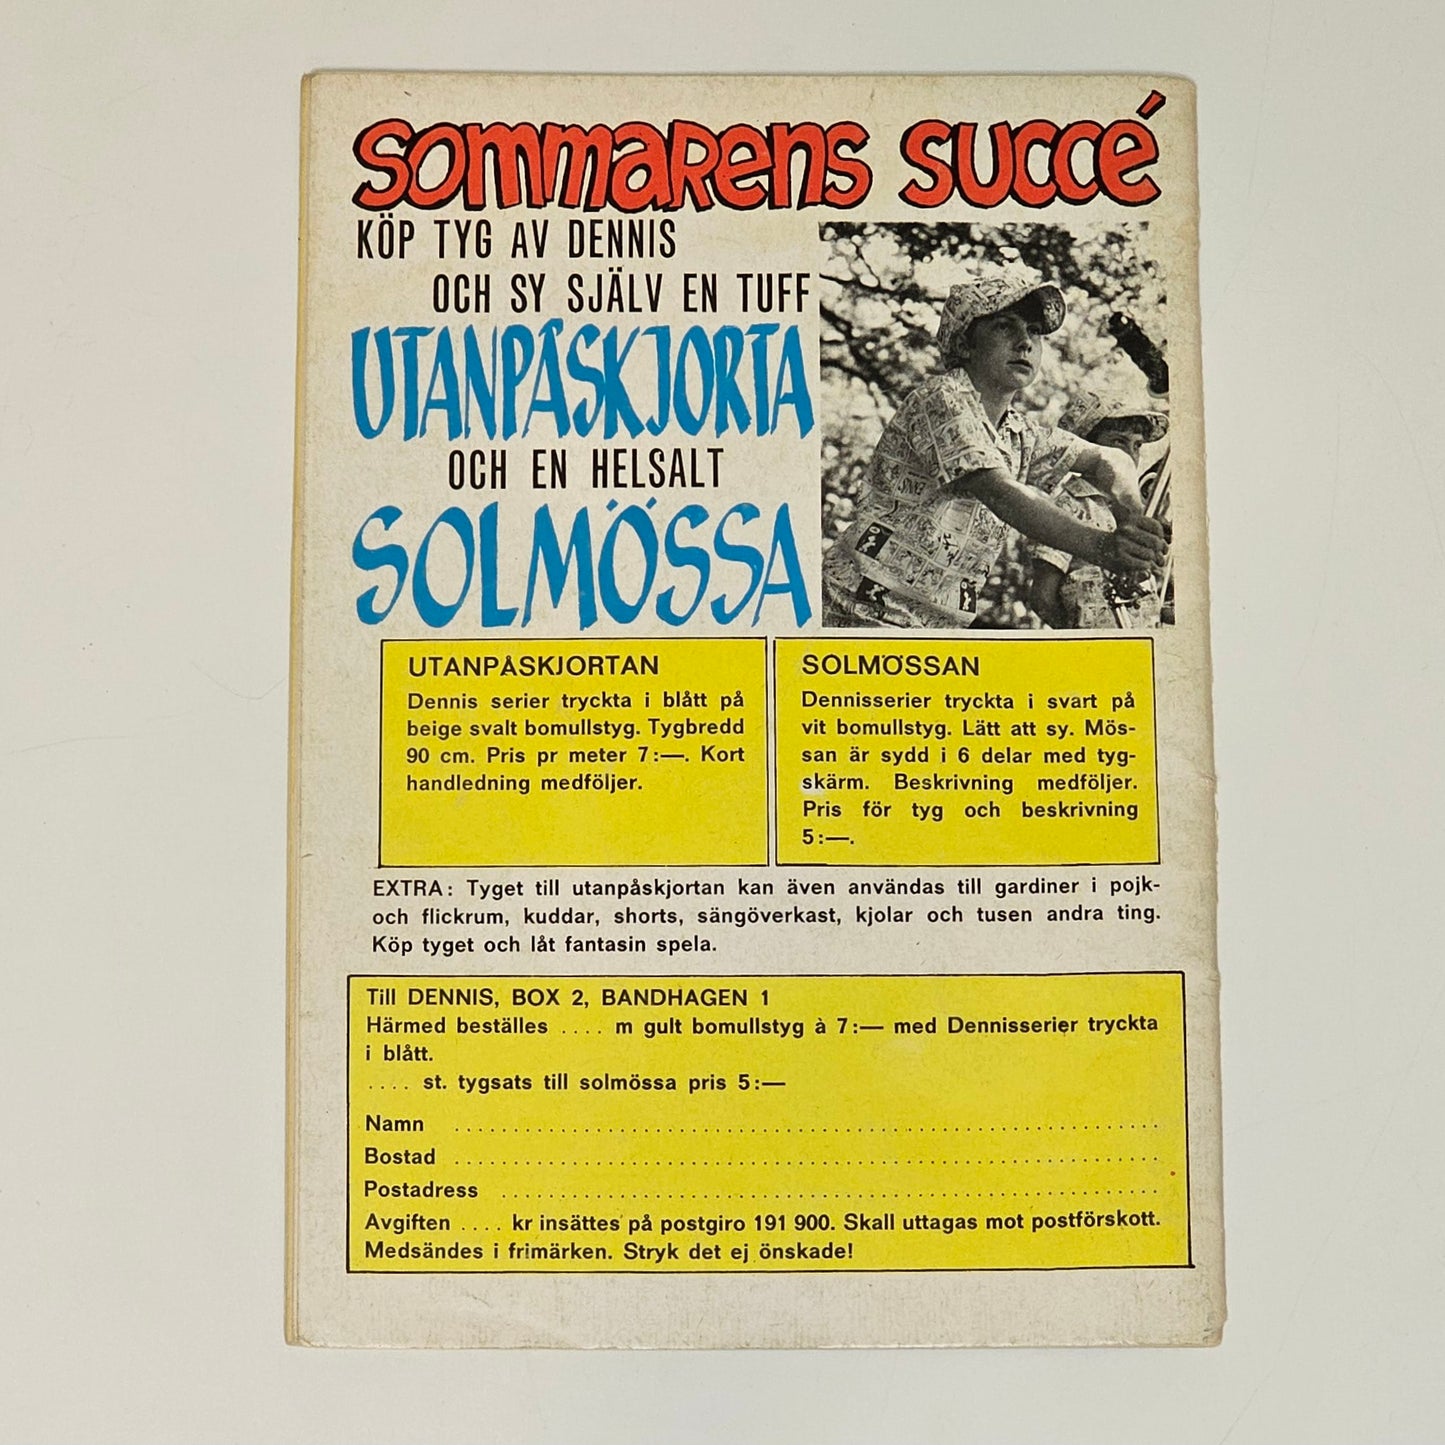 SOMMARENS SUCCÉ
KÖP TYG AV DENNIS
OCH SY SJÄLV EN TUFF
UTANPÅSKJORTA
OCH EN HELSALT
SOLMÖSSA
UTANPÅSKJORTAN
Dennis serier tryckta i blått på
beige svalt bomullstyg. Tygbredd
90 cm. Pris pr meter 7:—. Kort
handledning medföljer.
SOLMÖSSAN
Dennisserier tryckta i svart på
vit bomullstyg. Lätt att sy. Mös-
san är sydd i 6 delar med tyg-
skärm. Beskrivning medföljer.
Pris för tyg och beskrivning
5:—.
EXTRA: Tyget till utanpåskjortan kan även användas till gardiner i pojk-
och flickrum, kuddar, shorts, sängöverkast, kjolar och tusen andra ting.
Köp tyget och låt fantasin spela.
Till DENNIS, BOX 2, BANDHAGEN 1
Härmed beställes .... m gult bomullstyg à 7:— med Dennisserier tryckta
i blått.
.... st. tygsats till solmössa pris 5:—
Namn
Bostad
Postadress
Avgiften .... kr insättes på postgiro 191 900. Skall uttagas mot postförskott.
Medsändes i frimärken. Stryk det ej önskade!